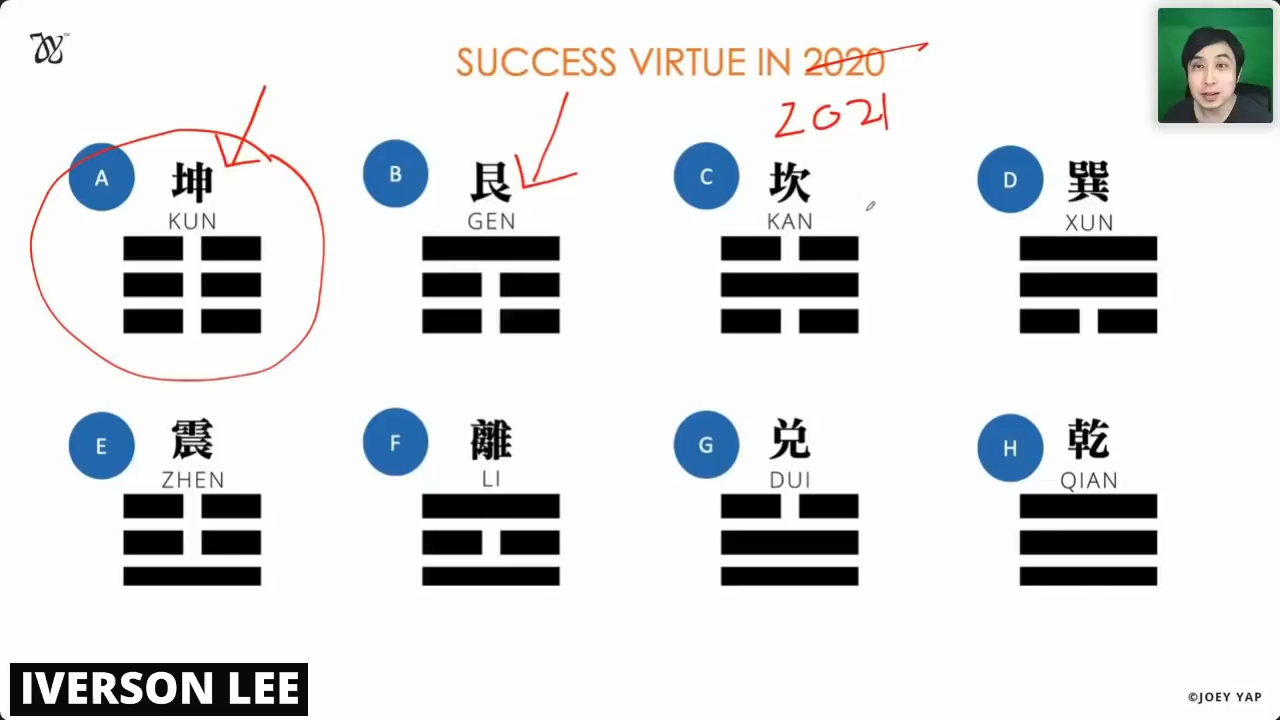 SUCCESS VIRTUE IN 2020
2021
A
坤
KUN
B
艮
GEN
C
坎
KAN
D
巽
XUN
E
震
ZHEN
F
離
LI
G
兑
DUI
H
乾
QIAN
IVERSON LEE
©JOEY YAP